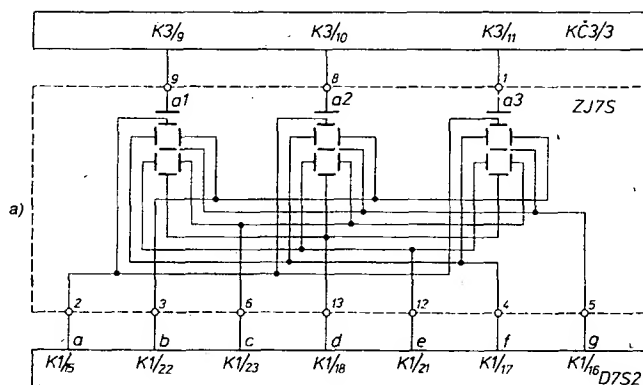 K3/9 K3/10 K3/11 KČ3/3
9 8 1
a1 a2 a3 ZJ7S
a)
2 3 6 13 12 4 5
a b c d e f g
K1/15 K1/22 K1/23 K1/18 K1/21 K1/17 K1/16 D7S2